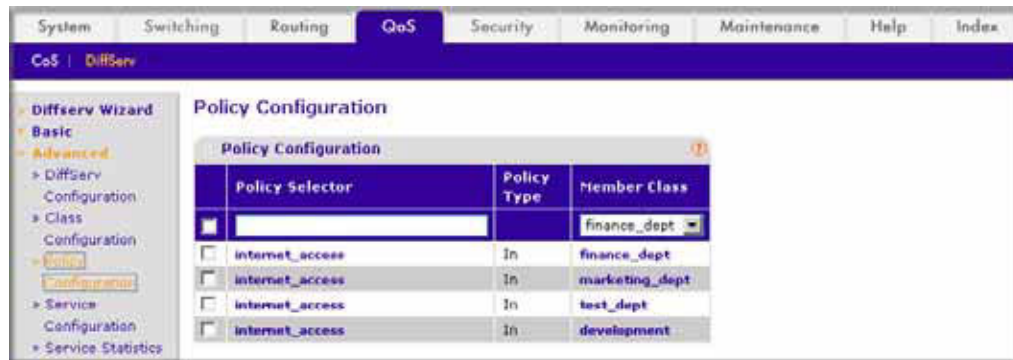 System Switching Routing QoS Security Monitoring Maintenance Help Index
CoS | DiffServ
Diffserv Wizard
Basic
Advanced
DiffServ
Configuration
Class
Configuration
Policy
Configuration
Service
Configuration
Service Statistics
Policy Configuration
Policy Configuration
Policy Selector Policy Type Member Class
finance_dept
internet_access In finance_dept
internet_access In marketing_dept
internet_access In test_dept
internet_access In development